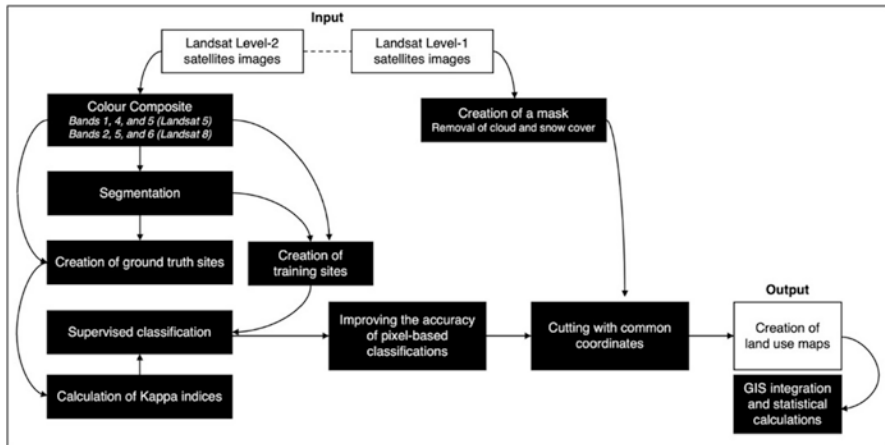 Input
Landsat Level-2
satellites images
Landsat Level-1
satellites images
Colour Composite
Bands 1, 4, and 5 (Landsat 5)
Bands 2, 5, and 6 (Landsat 8)
Creation of a mask
Removal of cloud and snow cover
Segmentation
Creation of ground truth sites
Creation of
training sites
Supervised classification
Improving the accuracy
of pixel-based
classifications
Cutting with common
coordinates
Output
Creation of
land use maps
Calculation of Kappa indices
GIS integration
and statistical
calculations